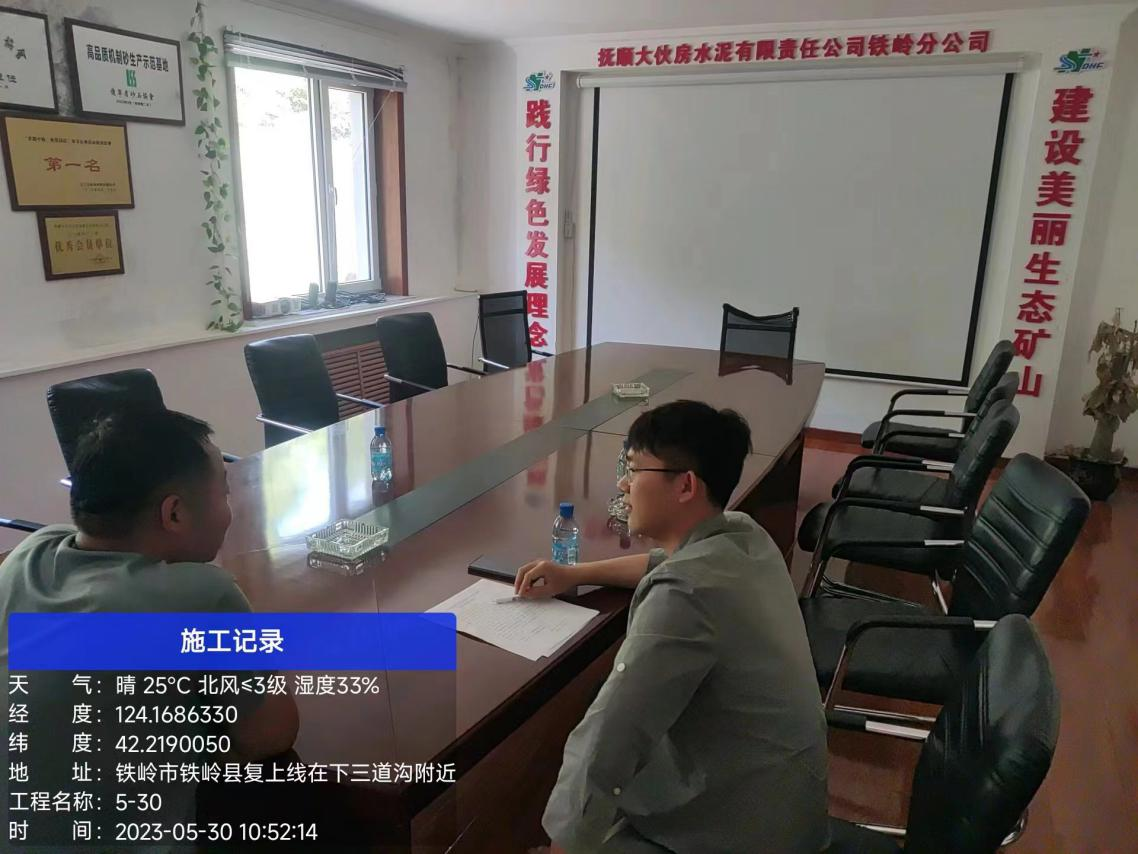 高品质机制砂生产示范基地
第一名
优秀会员单位
抚顺大伙房水泥有限责任公司铁岭分公司
践行绿色发展理念
建设美丽生态矿山
施工记录
天 气：晴 25℃ 北风≤3级 湿度33%
经 度：124.1686330
纬 度：42.2190050
地 址：铁岭市铁岭县复上线在下三道沟附近
工程名称：5-30
时 间：2023-05-30 10:52:14